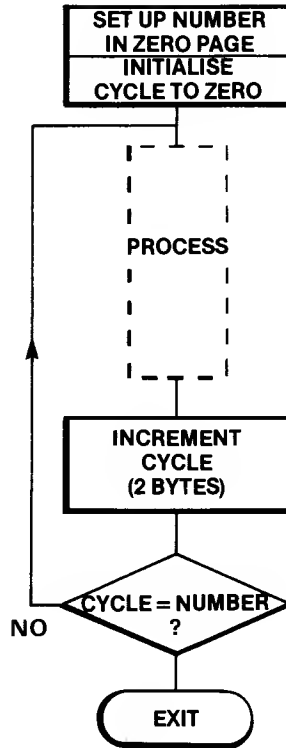 SET UP NUMBER
IN ZERO PAGE
INITIALISE
CYCLE TO ZERO
PROCESS
INCREMENT
CYCLE
(2 BYTES)
CYCLE = NUMBER
?
NO
EXIT